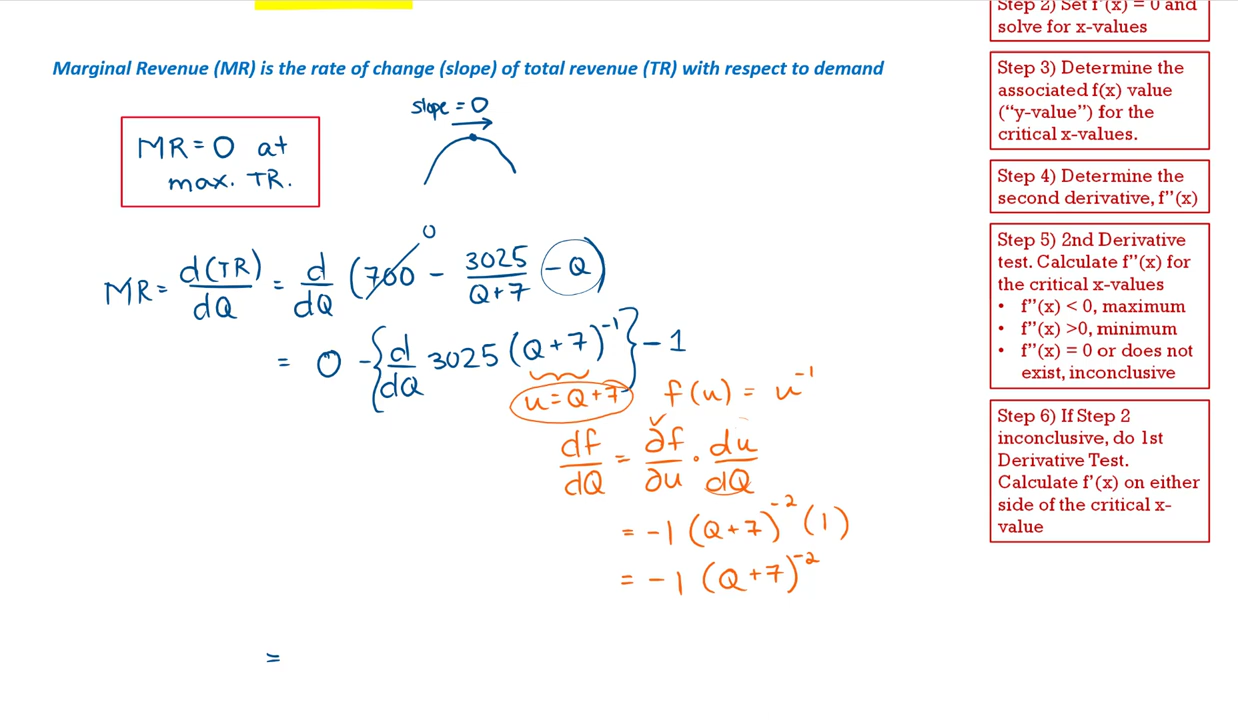 Step 2) Set f'(x) = 0 and
solve for x-values
Marginal Revenue (MR) is the rate of change (slope) of total revenue (TR) with respect to demand
Step 3) Determine the
associated f(x) value
("y-value") for the
critical x-values.
slope = 0
MR = 0 at
max. TR.
Step 4) Determine the
second derivative, f"(x)
0
MR = d(TR)/dQ = d/dQ (700 - 3025/(Q+7) - Q)
Step 5) 2nd Derivative
test. Calculate f"(x) for
the critical x-values
• f"(x) < 0, maximum
• f"(x) >0, minimum
• f"(x) = 0 or does not
exist, inconclusive
= 0 - {d/dQ 3025 (Q+7)⁻¹} - 1
u = Q+7 f(u) = u⁻¹
df/dQ = ∂f/∂u · du/dQ
= -1 (Q+7)⁻² (1)
= -1 (Q+7)⁻²
=
Step 6) If Step 2
inconclusive, do 1st
Derivative Test.
Calculate f'(x) on either
side of the critical x-
value